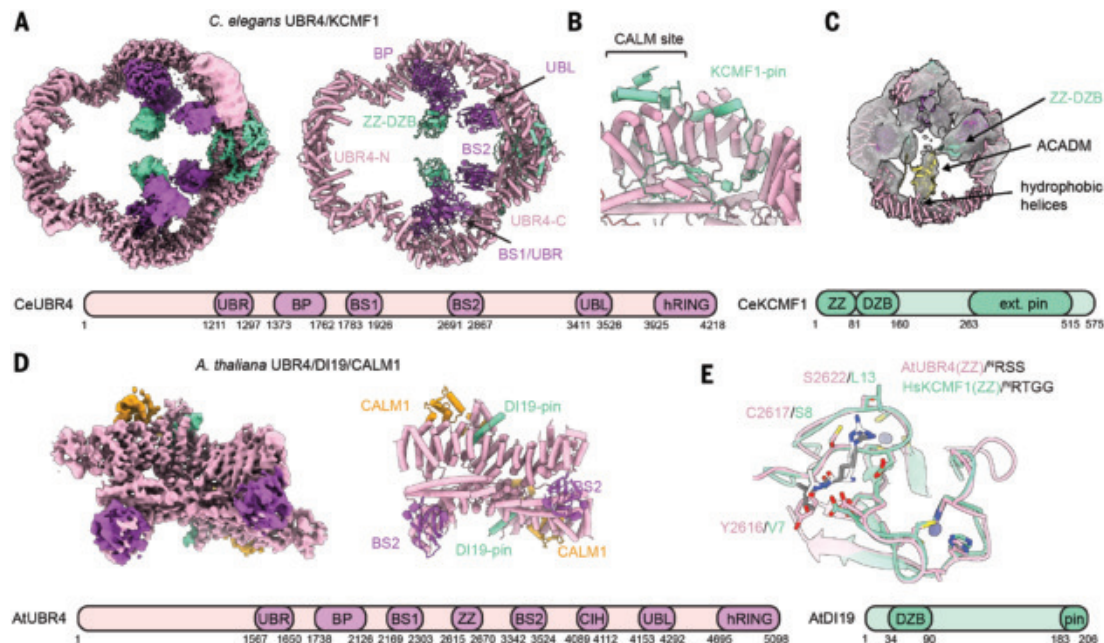 A
C. elegans UBR4/KCMF1
BP
UBL
ZZ-DZB
UBR4-N
BS2
UBR4-C
BS1/UBR
B
CALM site
KCMF1-pin
C
ZZ-DZB
ACADM
hydrophobic
helices
CeUBR4
UBR BP BS1 BS2 UBL hRING
1 1211 1297 1373 1762 1783 1926 2691 2867 3411 3526 3925 4218
CeKCMF1
ZZ DZB ext. pin
1 81 160 263 515 575
D
A. thaliana UBR4/DI19/CALM1
CALM1
DI19-pin
BS2
BS2
DI19-pin
CALM1
E
AtUBR4(ZZ)/ᴺRSS
HsKCMF1(ZZ)/ᴺRTGG
S2622/L13
C2617/S8
Y2616/V7
AtUBR4
UBR BP BS1 ZZ BS2 CIH UBL hRING
1 1567 1650 1738 2126 2169 2303 2615 2670 3342 3524 4089 4112 4153 4292 4695 5098
AtDI19
DZB pin
1 34 90 183 206